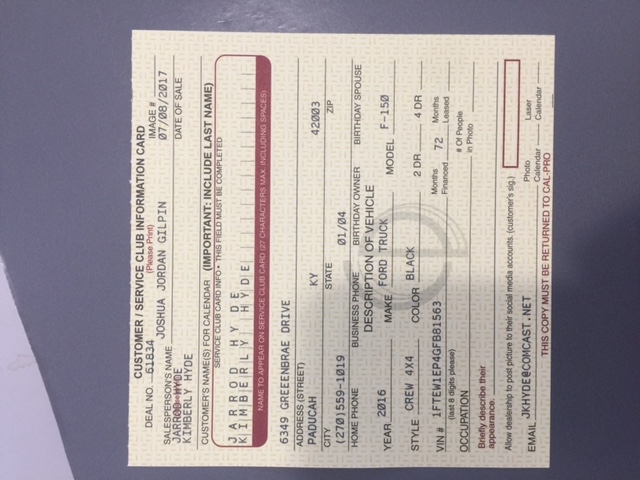 CUSTOMER / SERVICE CLUB INFORMATION CARD
(Please Print)
DEAL NO. 61834 IMAGE #
JOSHUA JORDAN GILPIN 07/08/2017
SALESPERSON'S NAME DATE OF SALE
JARROD HYDE
KIMBERLY HYDE
CUSTOMER'S NAME(S) FOR CALENDAR (IMPORTANT: INCLUDE LAST NAME)
SERVICE CLUB CARD INFO • THIS FIELD MUST BE COMPLETED
JARROD HYDE
KIMBERLY HYDE
NAME TO APPEAR ON SERVICE CLUB CARD (27 CHARACTERS MAX. INCLUDING SPACES)
6349 GREEENBRAE DRIVE
ADDRESS (STREET)
PADUCAH KY 42003
CITY STATE ZIP
(270)559-1019 01/04
HOME PHONE BUSINESS PHONE BIRTHDAY OWNER BIRTHDAY SPOUSE
DESCRIPTION OF VEHICLE
YEAR 2016 MAKE FORD TRUCK MODEL F-150
STYLE CREW 4X4 COLOR BLACK 2 DR 4 DR
VIN # 1FTEW1EP4GFB81563 Months Financed 72 Months Leased
(last 8 digits please)
OCCUPATION # Of People in Photo
Briefly describe their
appearance.
Allow dealership to post picture to their social media accounts. (customer's sig.)
EMAIL JKHYDE@COMCAST.NET Photo Calendar Laser Calendar
THIS COPY MUST BE RETURNED TO CAL-PRO